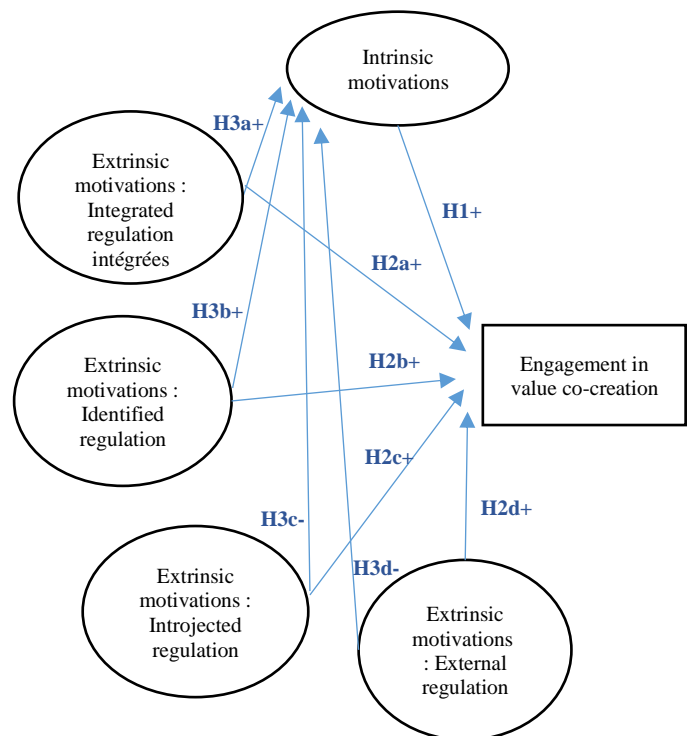 Intrinsic
motivations
H3a+
Extrinsic
motivations :
Integrated
regulation
intégrées
H1+
H2a+
H3b+
Extrinsic
motivations :
Identified
regulation
H2b+
Engagement in
value co-creation
H2c+
H2d+
H3c-
H3d-
Extrinsic
motivations :
Introjected
regulation
Extrinsic
motivations
: External
regulation